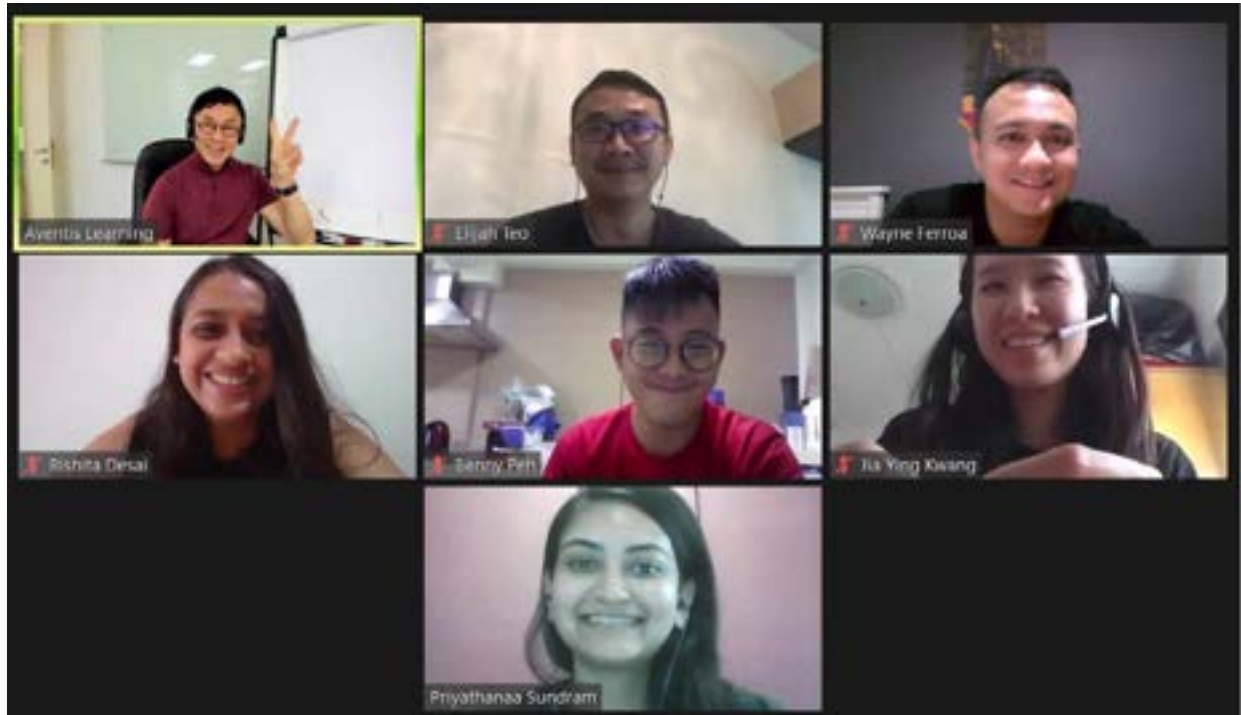 Aventis Learning
Elijah Teo
Wayne Ferroa
Rishita Desai
Benny Peh
Jia Ying Kwang
Priyathanaa Sundram